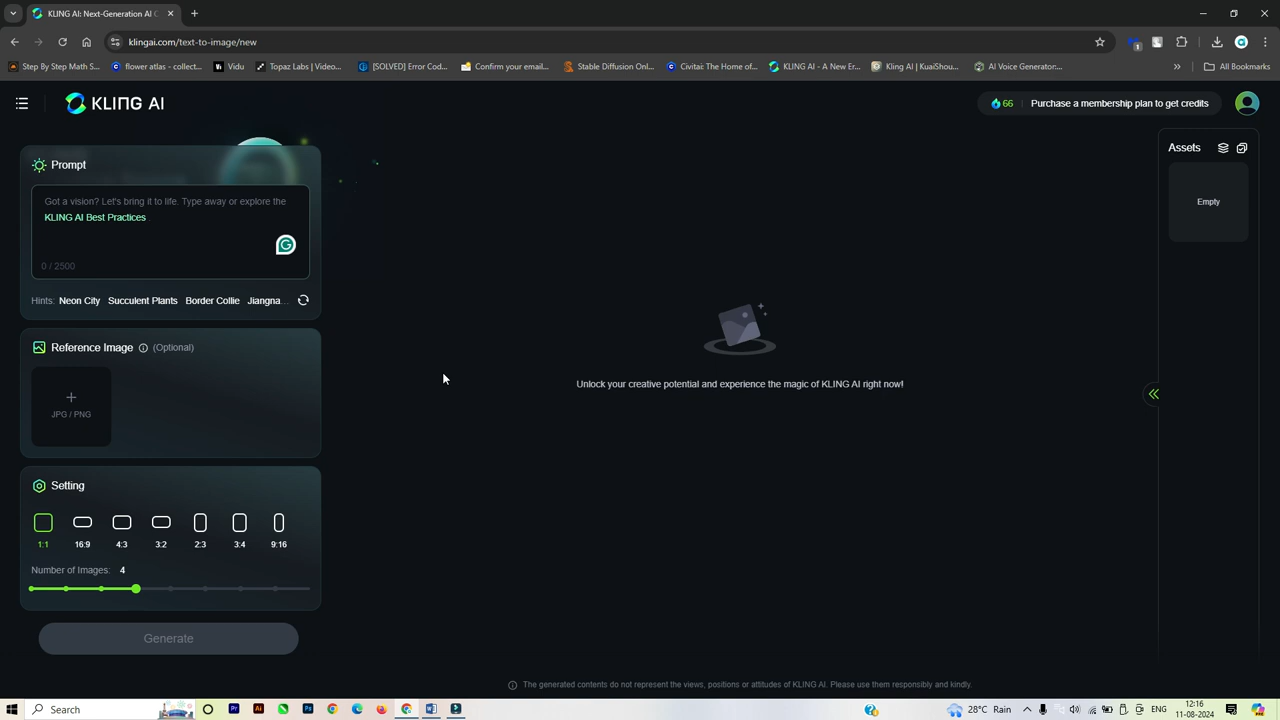 KLING AI: Next-Generation AI C
klingai.com/text-to-image/new
Step By Step Math S...
flower atlas - collect...
Vidu
Topaz Labs | Video...
[SOLVED] Error Cod...
Confirm your email...
Stable Diffusion Onl...
Civitai: The Home of...
KLING AI - A New Er...
Kling AI | KuaiShou...
AI Voice Generator:...
All Bookmarks
KLING AI
66 Purchase a membership plan to get credits
Prompt
Got a vision? Let's bring it to life. Type away or explore the
KLING AI Best Practices
0 / 2500
Hints: Neon City Succulent Plants Border Collie Jiangna...
Reference Image (Optional)
JPG / PNG
Setting
1:1 16:9 4:3 3:2 2:3 3:4 9:16
Number of Images: 4
Generate
Unlock your creative potential and experience the magic of KLING AI right now!
Assets
Empty
The generated contents do not represent the views, positions or attitudes of KLING AI. Please use them responsibly and kindly.
Search
28°C Rain
ENG
12:16
11-08-2024